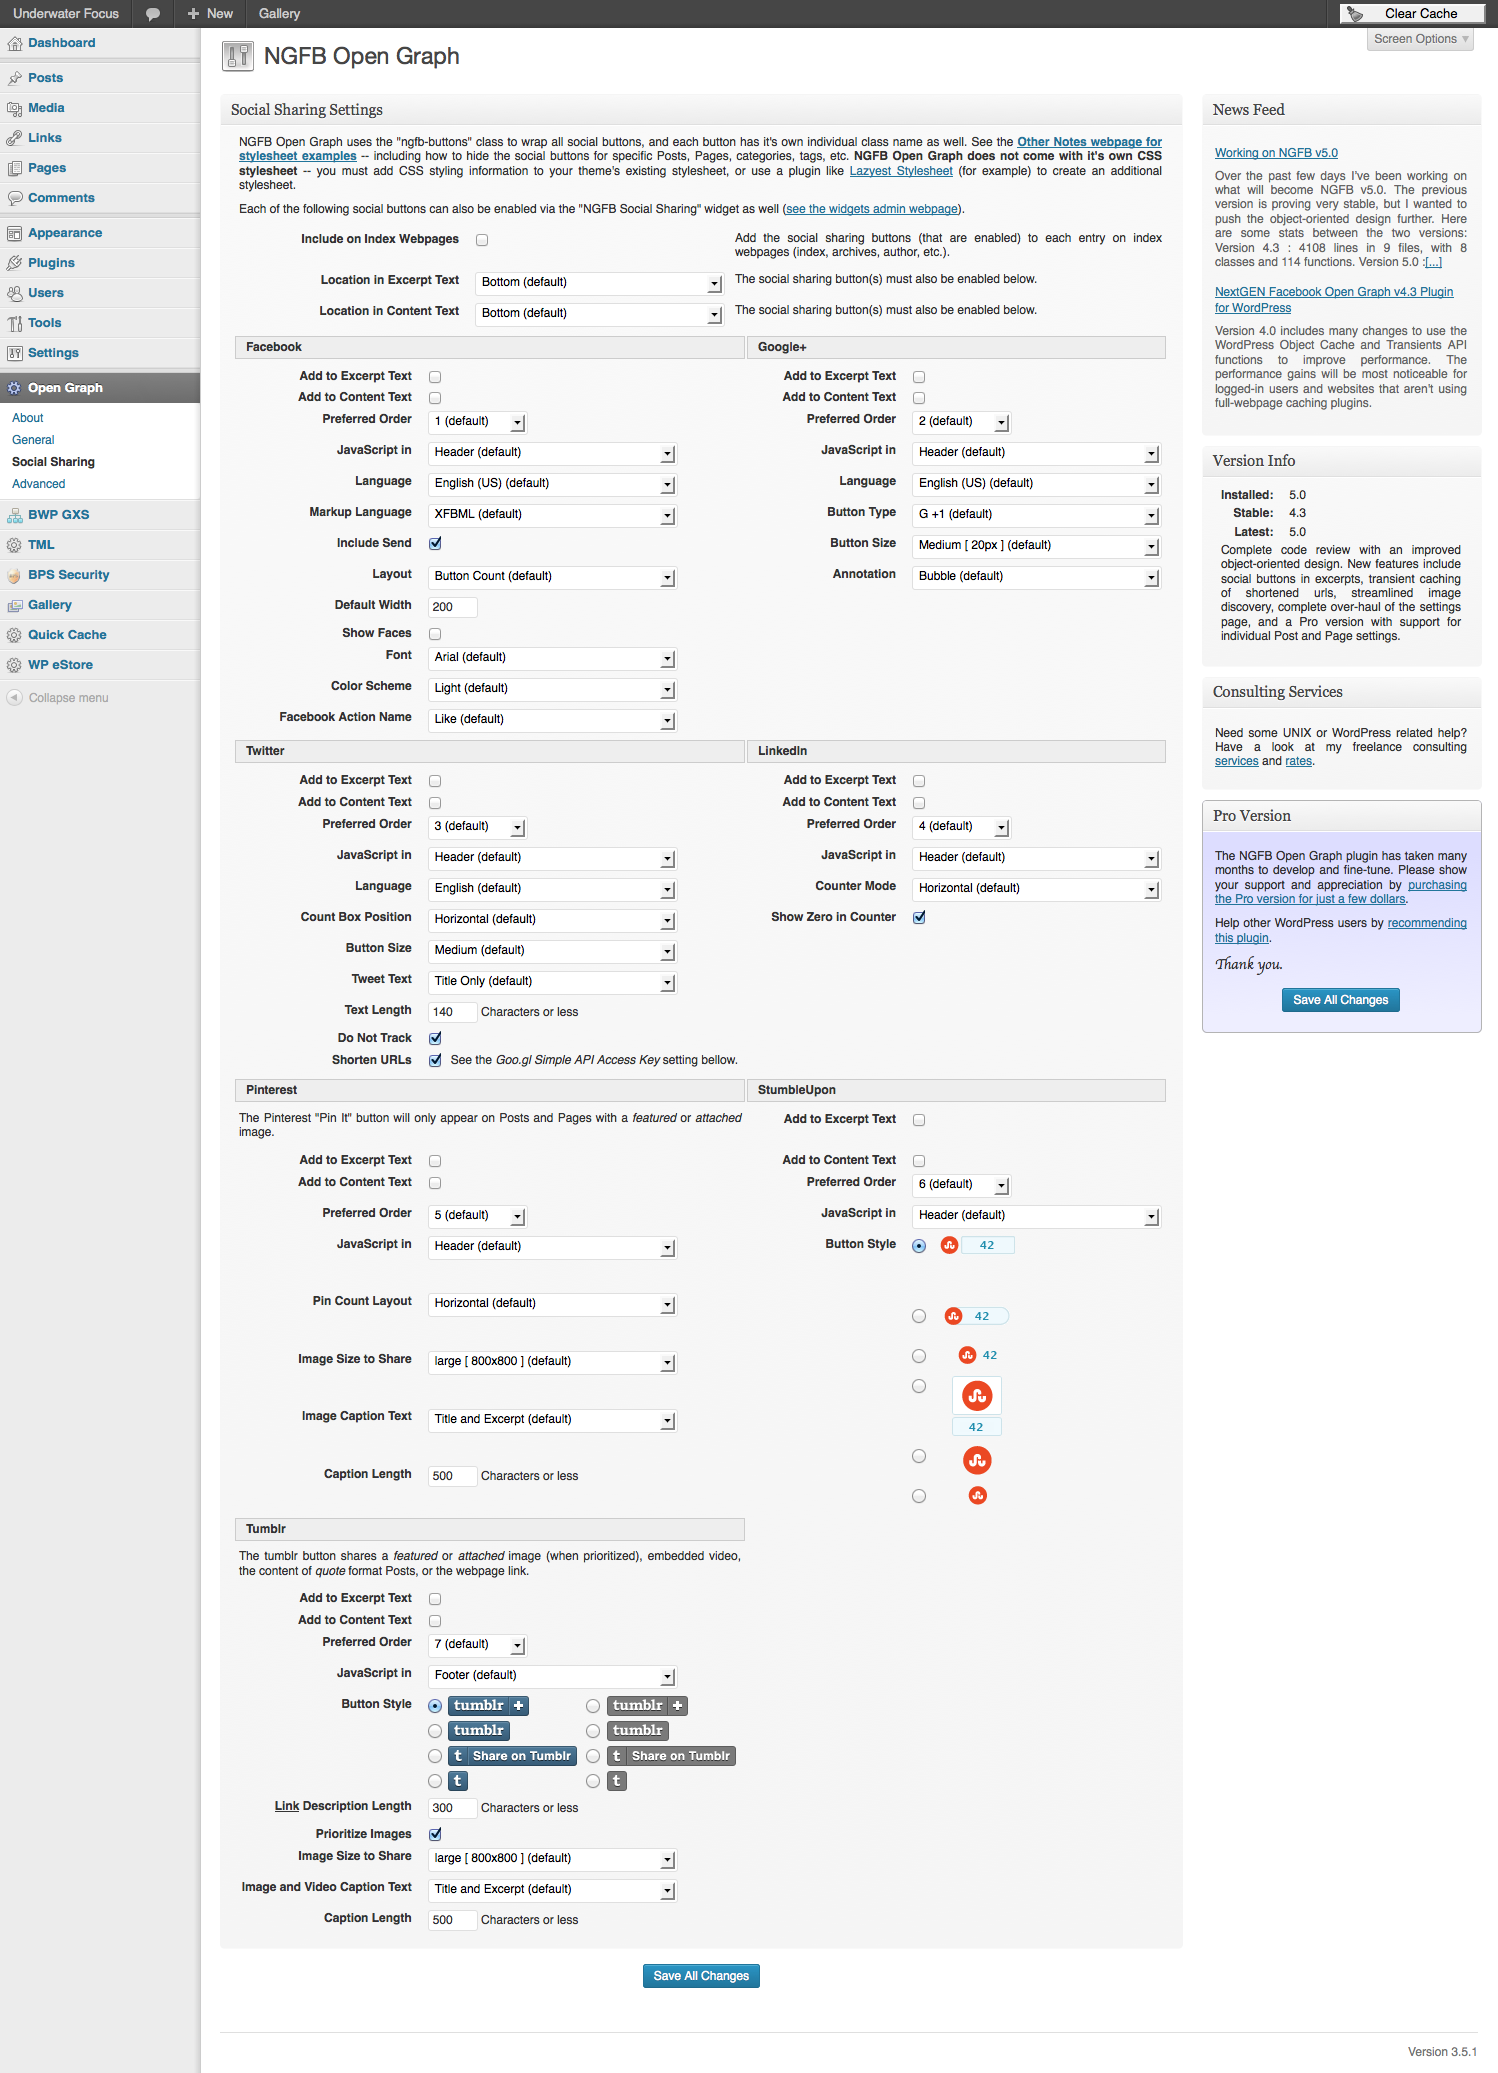 Underwater Focus
New
Gallery
Clear Cache
Screen Options
Dashboard
Posts
Media
Links
Pages
Comments
Appearance
Plugins
Users
Tools
Settings
Open Graph
About
General
Social Sharing
Advanced
BWP GXS
TML
BPS Security
Gallery
Quick Cache
WP eStore
Collapse menu
NGFB Open Graph
Social Sharing Settings
NGFB Open Graph uses the "ngfb-buttons" class to wrap all social buttons, and each button has it's own individual class name as well. See the Other Notes webpage for
stylesheet examples -- including how to hide the social buttons for specific Posts, Pages, categories, tags, etc. NGFB Open Graph does not come with it's own CSS
stylesheet -- you must add CSS styling information to your theme's existing stylesheet, or use a plugin like Lazyest Stylesheet (for example) to create an additional
stylesheet.
Each of the following social buttons can also be enabled via the "NGFB Social Sharing" widget as well (see the widgets admin webpage).
Include on Index Webpages
Add the social sharing buttons (that are enabled) to each entry on index
webpages (index, archives, author, etc.).
Location in Excerpt Text Bottom (default) The social sharing button(s) must also be enabled below.
Location in Content Text Bottom (default) The social sharing button(s) must also be enabled below.
Facebook
Add to Excerpt Text
Add to Content Text
Preferred Order 1 (default)
JavaScript in Header (default)
Language English (US) (default)
Markup Language XFBML (default)
Include Send
Layout Button Count (default)
Default Width 200
Show Faces
Font Arial (default)
Color Scheme Light (default)
Facebook Action Name Like (default)
Google+
Add to Excerpt Text
Add to Content Text
Preferred Order 2 (default)
JavaScript in Header (default)
Language English (US) (default)
Button Type G +1 (default)
Button Size Medium [ 20px ] (default)
Annotation Bubble (default)
Twitter
Add to Excerpt Text
Add to Content Text
Preferred Order 3 (default)
JavaScript in Header (default)
Language English (default)
Count Box Position Horizontal (default)
Button Size Medium (default)
Tweet Text Title Only (default)
Text Length 140 Characters or less
Do Not Track
Shorten URLs See the Goo.gl Simple API Access Key setting bellow.
LinkedIn
Add to Excerpt Text
Add to Content Text
Preferred Order 4 (default)
JavaScript in Header (default)
Counter Mode Horizontal (default)
Show Zero in Counter
Pinterest
The Pinterest "Pin It" button will only appear on Posts and Pages with a featured or attached
image.
Add to Excerpt Text
Add to Content Text
Preferred Order 5 (default)
JavaScript in Header (default)
Pin Count Layout Horizontal (default)
Image Size to Share large [ 800x800 ] (default)
Image Caption Text Title and Excerpt (default)
Caption Length 500 Characters or less
StumbleUpon
Add to Excerpt Text
Add to Content Text
Preferred Order 6 (default)
JavaScript in Header (default)
Button Style 42
42
42
42
Tumblr
The tumblr button shares a featured or attached image (when prioritized), embedded video,
the content of quote format Posts, or the webpage link.
Add to Excerpt Text
Add to Content Text
Preferred Order 7 (default)
JavaScript in Footer (default)
Button Style tumblr + tumblr +
tumblr tumblr
t Share on Tumblr t Share on Tumblr
t t
Link Description Length 300 Characters or less
Prioritize Images
Image Size to Share large [ 800x800 ] (default)
Image and Video Caption Text Title and Excerpt (default)
Caption Length 500 Characters or less
Save All Changes
News Feed
Working on NGFB v5.0
Over the past few days I've been working on
what will become NGFB v5.0. The previous
version is proving very stable, but I wanted to
push the object-oriented design further. Here
are some stats between the two versions:
Version 4.3 : 4108 lines in 9 files, with 8
classes and 114 functions. Version 5.0 :[...]
NextGEN Facebook Open Graph v4.3 Plugin
for WordPress
Version 4.0 includes many changes to use the
WordPress Object Cache and Transients API
functions to improve performance. The
performance gains will be most noticeable for
logged-in users and websites that aren't using
full-webpage caching plugins.
Version Info
Installed: 5.0
Stable: 4.3
Latest: 5.0
Complete code review with an improved
object-oriented design. New features include
social buttons in excerpts, transient caching
of shortened urls, streamlined image
discovery, complete over-haul of the settings
page, and a Pro version with support for
individual Post and Page settings.
Consulting Services
Need some UNIX or WordPress related help?
Have a look at my freelance consulting
services and rates.
Pro Version
The NGFB Open Graph plugin has taken many
months to develop and fine-tune. Please show
your support and appreciation by purchasing
the Pro version for just a few dollars.
Help other WordPress users by recommending
this plugin.
Thank you.
Save All Changes
Version 3.5.1